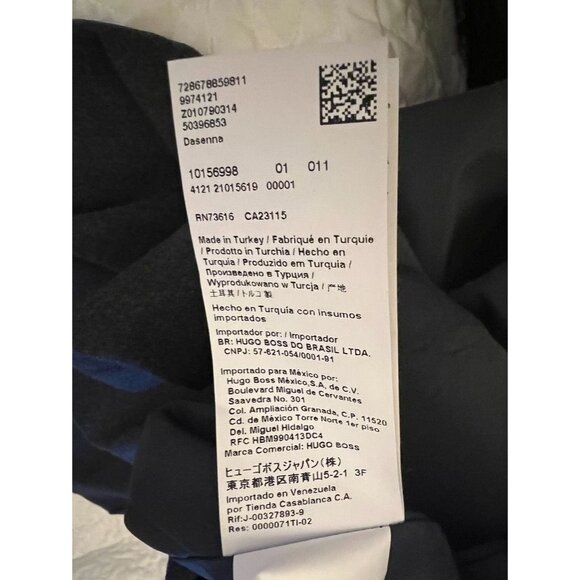 728678859811
9974121
Z010790314
50396853
Dasenna
10156998 01 011
4121 21015619 00001
RN73616 CA23115
Made in Turkey / Fabriqué en Turquie
/ Prodotto in Turchia / Hecho en
Turquía / Produzido em Turquia /
Произведено в Турция /
Wyprodukowano w Turcja / 产地
土耳其 / トルコ製
Hecho en Turquía con insumos
importados
Importado por: / Importador
BR: HUGO BOSS DO BRASIL LTDA.
CNPJ: 57-621-054/0001-91
Importado para México por:
Hugo Boss México,S.A, de C.V.
Boulevard Miguel de Cervantes
Saavedra No. 301
Col. Ampliación Granada, C.P. 11520
Cd. de México Torre Norte 1er piso
Del. Miguel Hidalgo
RFC HBM990413DC4
Marca Comercial: HUGO BOSS
ヒューゴボスジャパン(株)
東京都港区南青山5-2-1 3F
Importado en Venezuela
por Tienda Casablanca C.A.
Rif:J-00327893-9
Res: 0000071TI-02